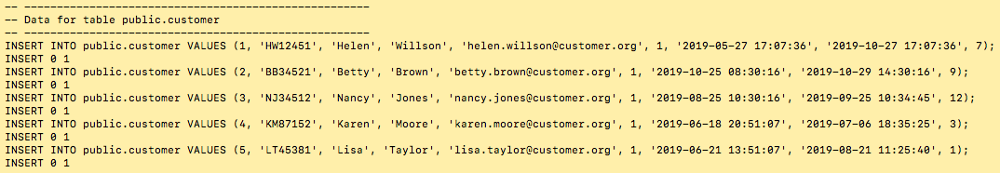 -- -----------------------------------------------------
-- Data for table public.customer
-- -----------------------------------------------------
INSERT INTO public.customer VALUES (1, 'HW12451', 'Helen', 'Willson', 'helen.willson@customer.org', 1, '2019-05-27 17:07:36', '2019-10-27 17:07:36', 7);
INSERT 0 1
INSERT INTO public.customer VALUES (2, 'BB34521', 'Betty', 'Brown', 'betty.brown@customer.org', 1, '2019-10-25 08:30:16', '2019-10-29 14:30:16', 9);
INSERT 0 1
INSERT INTO public.customer VALUES (3, 'NJ34512', 'Nancy', 'Jones', 'nancy.jones@customer.org', 1, '2019-08-25 10:30:16', '2019-09-25 10:34:45', 12);
INSERT 0 1
INSERT INTO public.customer VALUES (4, 'KM87152', 'Karen', 'Moore', 'karen.moore@customer.org', 1, '2019-06-18 20:51:07', '2019-07-06 18:35:25', 3);
INSERT 0 1
INSERT INTO public.customer VALUES (5, 'LT45381', 'Lisa', 'Taylor', 'lisa.taylor@customer.org', 1, '2019-06-21 13:51:07', '2019-08-21 11:25:40', 1);
INSERT 0 1